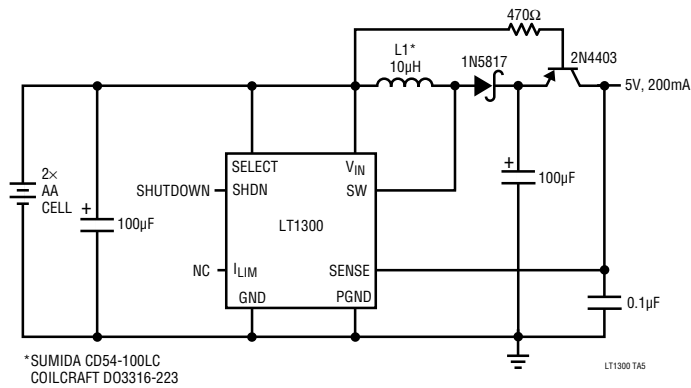 470Ω
L1*
10µH
1N5817
2N4403
5V, 200mA
SELECT
VIN
2×
AA
CELL
+
100µF
SHUTDOWN
SHDN
SW
LT1300
+
100µF
NC
ILIM
SENSE
GND
PGND
0.1µF
*SUMIDA CD54-100LC
COILCRAFT DO3316-223
LT1300 TA5